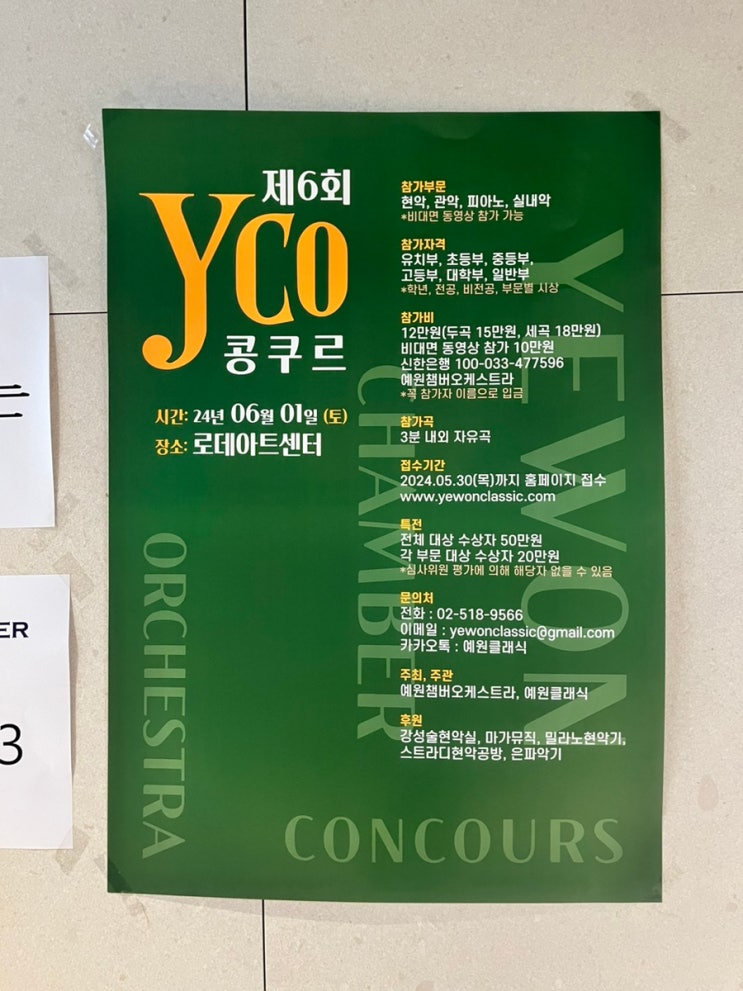 제6회
yco
콩쿠르
시간: 24년 06월 01일 (토)
장소: 로데아트센터
참가부문
현악, 관악, 피아노, 실내악
*비대면 동영상 참가 가능
참가자격
유치부, 초등부, 중등부,
고등부, 대학부, 일반부
*학년, 전공, 비전공, 부문별 시상
참가비
12만원(두곡 15만원, 세곡 18만원)
비대면 동영상 참가 10만원
신한은행 100-033-477596
예원챔버오케스트라
*꼭 참가자 이름으로 입금
참가곡
3분 내외 자유곡
접수기간
2024.05.30(목)까지 홈페이지 접수
www.yewonclassic.com
특전
전체 대상 수상자 50만원
각 부문 대상 수상자 20만원
*심사위원 평가에 의해 해당자 없을 수 있음
문의처
전화 : 02-518-9566
이메일 : yewonclassic@gmail.com
카카오톡 : 예원클래식
주최, 주관
예원챔버오케스트라, 예원클래식
후원
강성술현악실, 마가뮤직, 밀라노현악기,
스트라디현악공방, 은파악기
YEWON
CHAMBER
ORCHESTRA
CONCOURS
는
ER
3